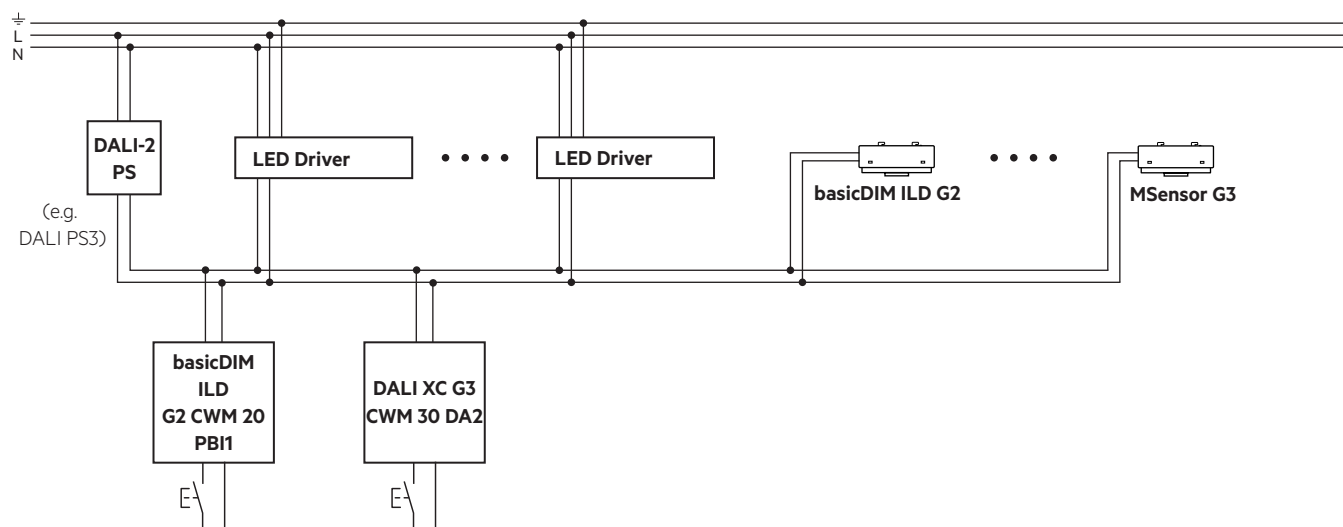 L
N
DALI-2
PS
LED Driver
LED Driver
(e.g.
DALI PS3)
basicDIM ILD G2
MSensor G3
basicDIM
ILD
G2 CWM 20
PBI1
DALI XC G3
CWM 30 DA2